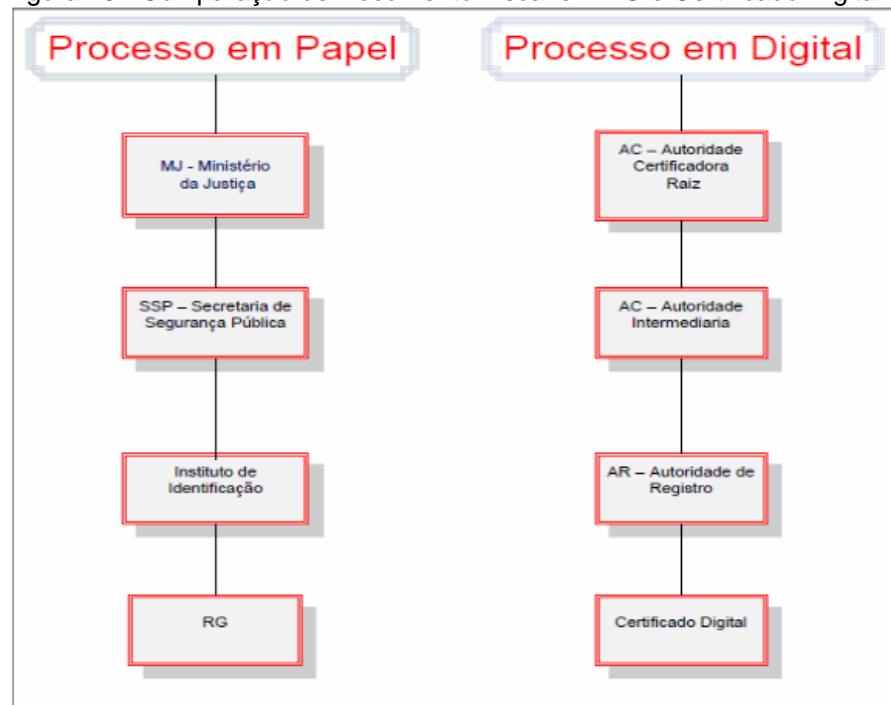 Processo em Papel
MJ - Ministério
da Justiça
SSP – Secretaria de
Segurança Pública
Instituto de
Identificação
RG
Processo em Digital
AC – Autoridade
Certificadora
Raiz
AC – Autoridade
Intermediaria
AR – Autoridade de
Registro
Certificado Digital